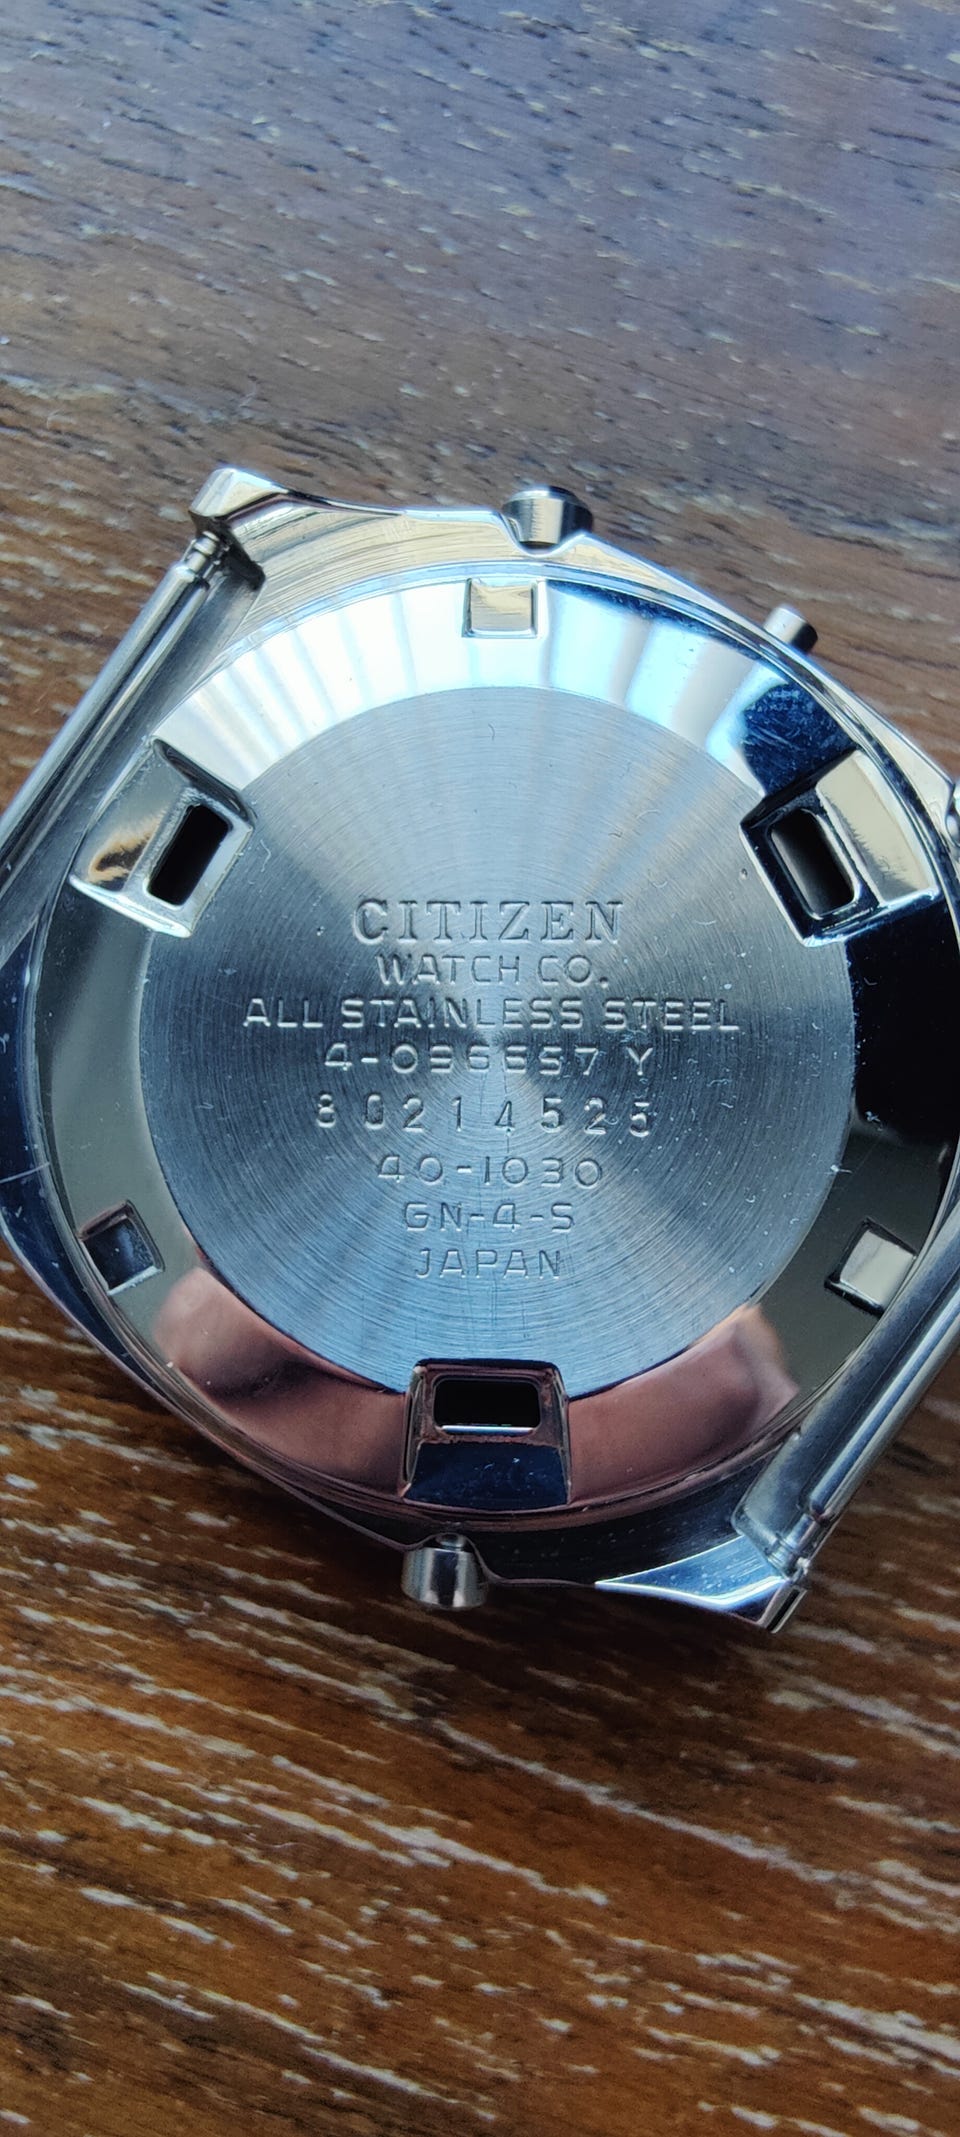 CITIZEN
WATCH CO.
ALL STAINLESS STEEL
4-096657 Y
80214525
40-1030
GN-4-S
JAPAN